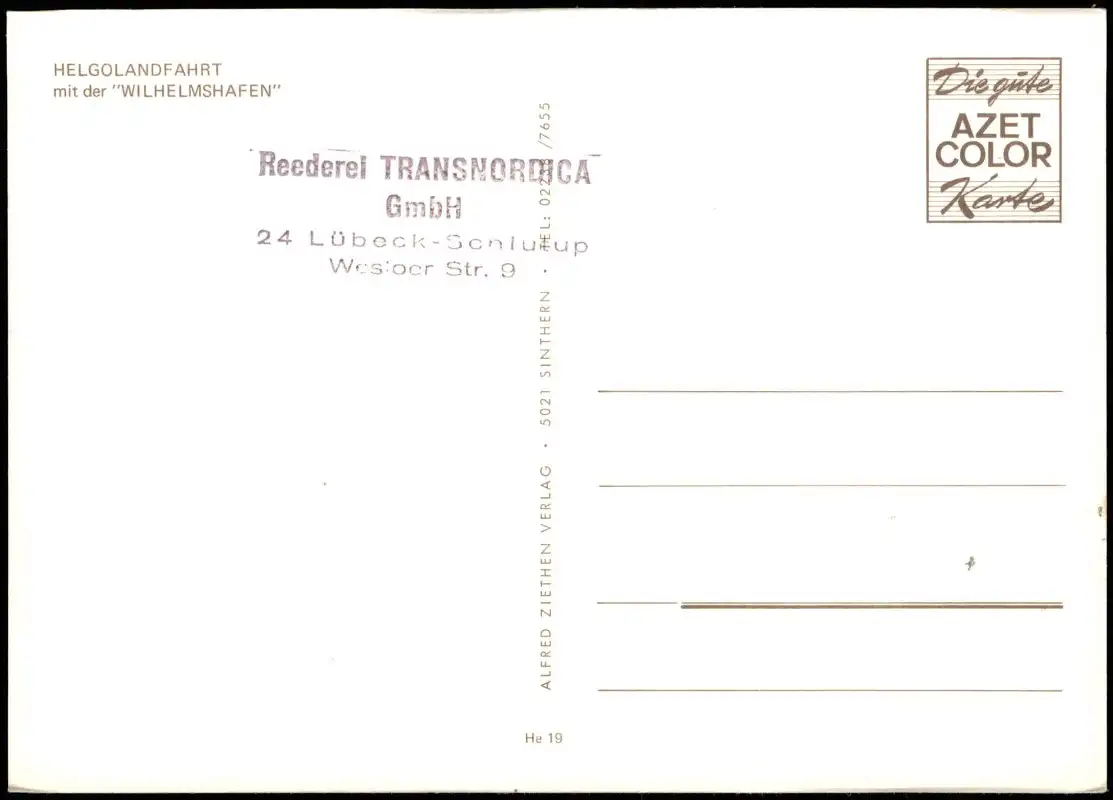 HELGOLANDFAHRT
mit der "WILHELMSHAFEN"
Reederei TRANSNORDICA
GmbH
24 Lübeck-Schlutup
Str. 9
Die gute
AZET
COLOR
Karte
ALFRED ZIETHEN VERLAG · 5021 SINTHERN · TEL: /7655
He 19